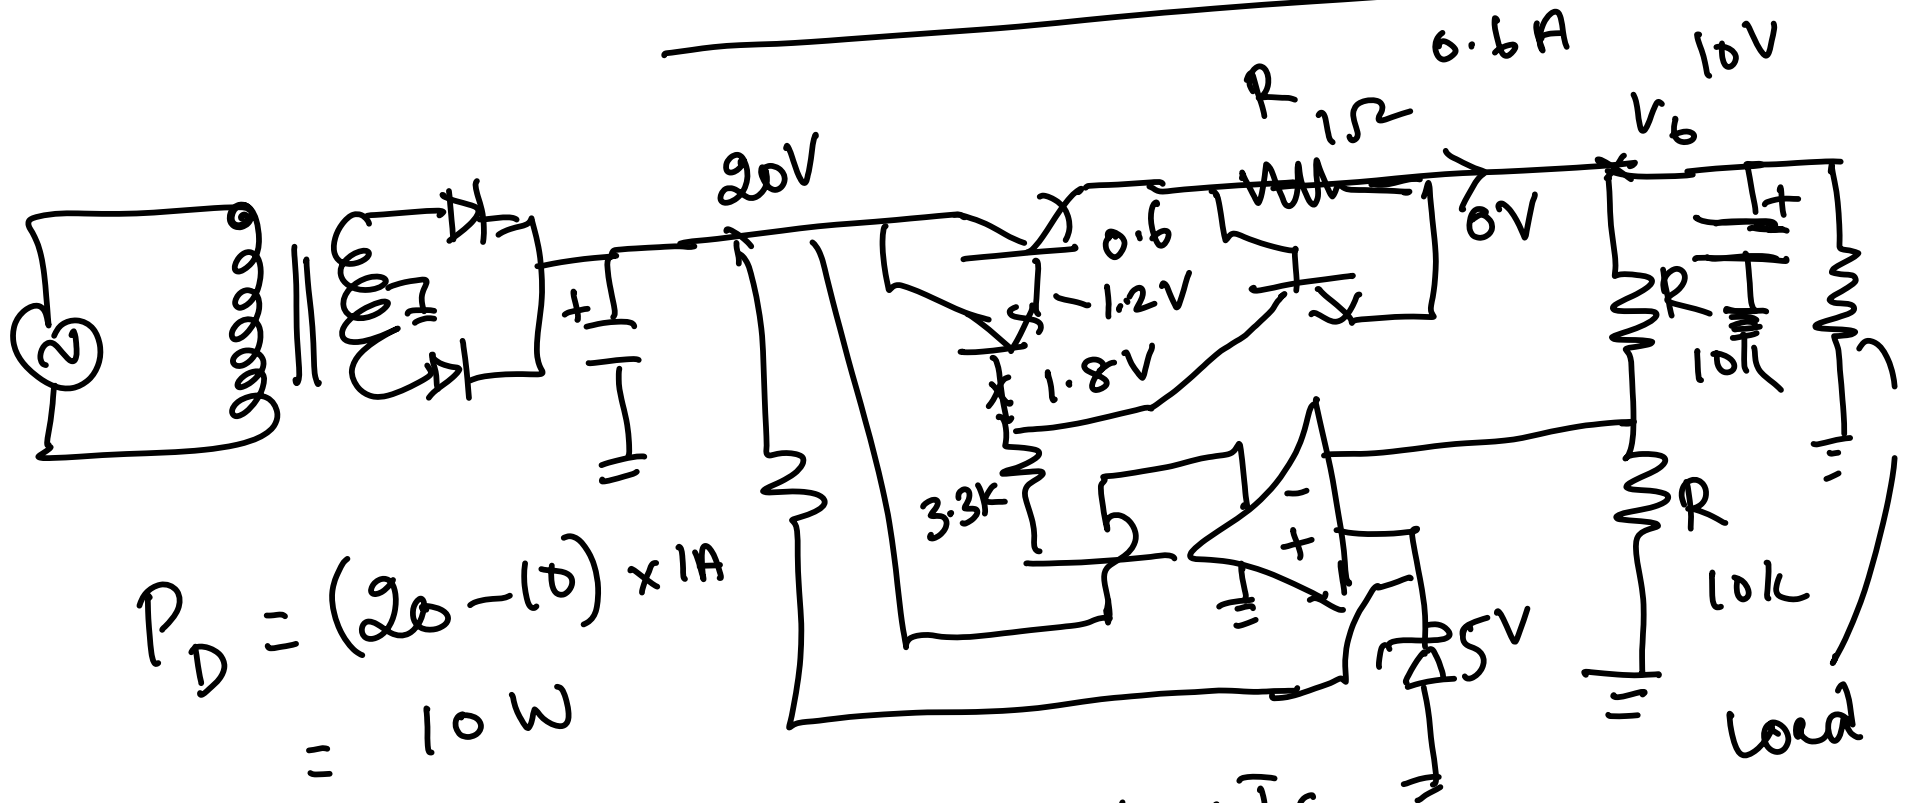 0.6A
10V
R
1Ω
V6
20V
0.6
0V
+
1.2V
+
R
10K
1.8V
3.3K
-
+
R
10K
5V
Load
PD = (20-10) x 1A
= 10W